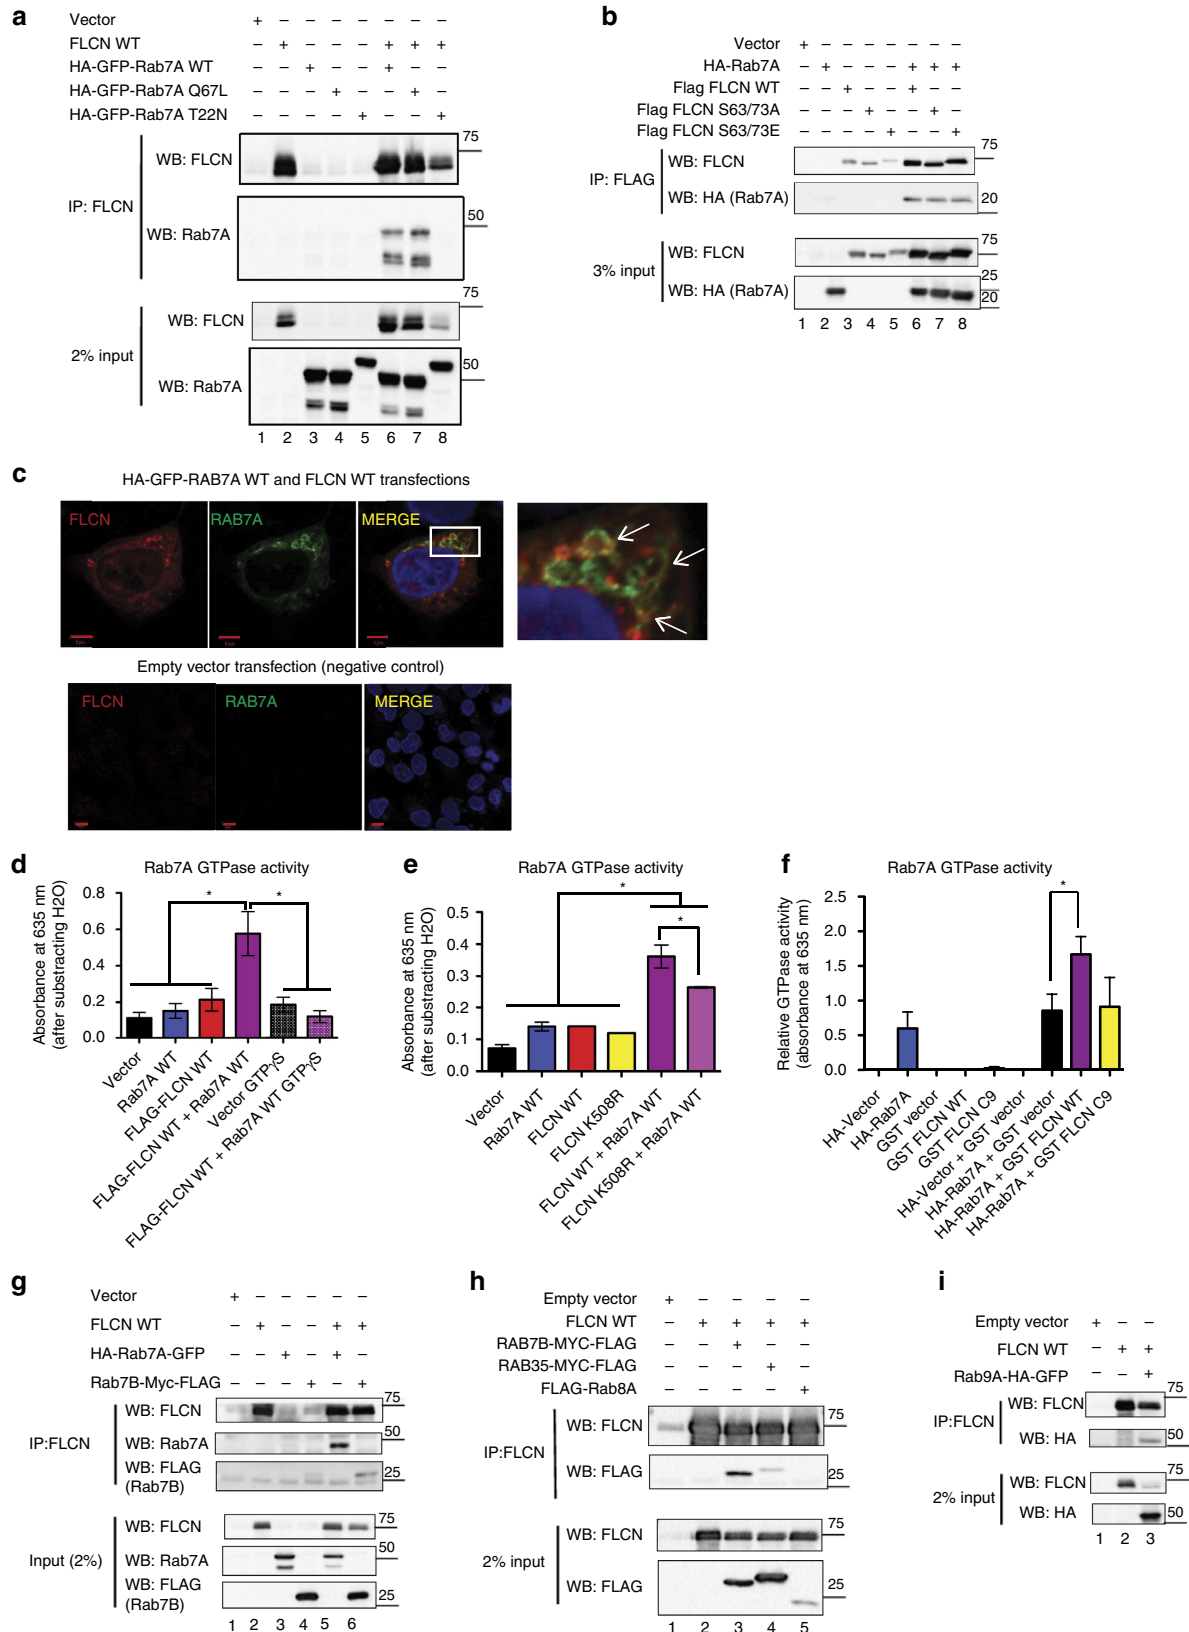 a
Vector + – – – – – – –
FLCN WT – + – – – + + +
HA-GFP-Rab7A WT – – + – – + – –
HA-GFP-Rab7A Q67L – – – + – – + –
HA-GFP-Rab7A T22N – – – – + – – +
IP: FLCN
WB: FLCN 75
WB: Rab7A 50
2% input
WB: FLCN 75
WB: Rab7A 50
1 2 3 4 5 6 7 8
b
Vector + – – – – – – –
HA-Rab7A – + – – – + + +
Flag FLCN WT – – + – – + – –
Flag FLCN S63/73A – – – + – – + –
Flag FLCN S63/73E – – – – + – – +
IP: FLAG
WB: FLCN 75
WB: HA (Rab7A) 20
3% input
WB: FLCN 75
WB: HA (Rab7A) 25
20
1 2 3 4 5 6 7 8
c
HA-GFP-RAB7A WT and FLCN WT transfections
FLCN RAB7A MERGE
Empty vector transfection (negative control)
FLCN RAB7A MERGE
d
Rab7A GTPase activity
Absorbance at 635 nm
(after substracting H2O)
0.8
0.6
0.4
0.2
0.0
* *
Vector
Rab7A WT
FLAG-FLCN WT
FLAG-FLCN WT + Rab7A WT
Vector GTPγS
FLAG-FLCN WT + Rab7A WT GTPγS
e
Rab7A GTPase activity
Absorbance at 635 nm
(after substracting H2O)
0.5
0.4
0.3
0.2
0.1
0.0
*
*
Vector
Rab7A WT
FLCN WT
FLCN K508R
FLCN WT + Rab7A WT
FLCN K508R + Rab7A WT
f
Rab7A GTPase activity
Relative GTPase activity
(absorbance at 635 nm)
2.5
2.0
1.5
1.0
0.5
0.0
*
HA-Vector
HA-Rab7A
GST vector
GST FLCN WT
GST FLCN C9
HA-Vector + GST vector
HA-Rab7A + GST vector
HA-Rab7A + GST FLCN WT
HA-Rab7A + GST FLCN C9
g
Vector + – – – – –
FLCN WT – + – – + +
HA-Rab7A-GFP – – + – + –
Rab7B-Myc-FLAG – – – + – +
IP:FLCN
WB: FLCN 75
WB: Rab7A 50
WB: FLAG
(Rab7B) 25
Input (2%)
WB: FLCN 75
WB: Rab7A 50
WB: FLAG
(Rab7B) 25
1 2 3 4 5 6
h
Empty vector + – – – –
FLCN WT – + + + +
RAB7B-MYC-FLAG – – + – –
RAB35-MYC-FLAG – – – + –
FLAG-Rab8A – – – – +
IP:FLCN
WB: FLCN 75
WB: FLAG 25
2% input
WB: FLCN 75
WB: FLAG 25
1 2 3 4 5
i
Empty vector + – –
FLCN WT – + +
Rab9A-HA-GFP – – +
IP:FLCN
WB: FLCN 75
WB: HA 50
2% input
WB: FLCN 75
WB: HA 50
1 2 3